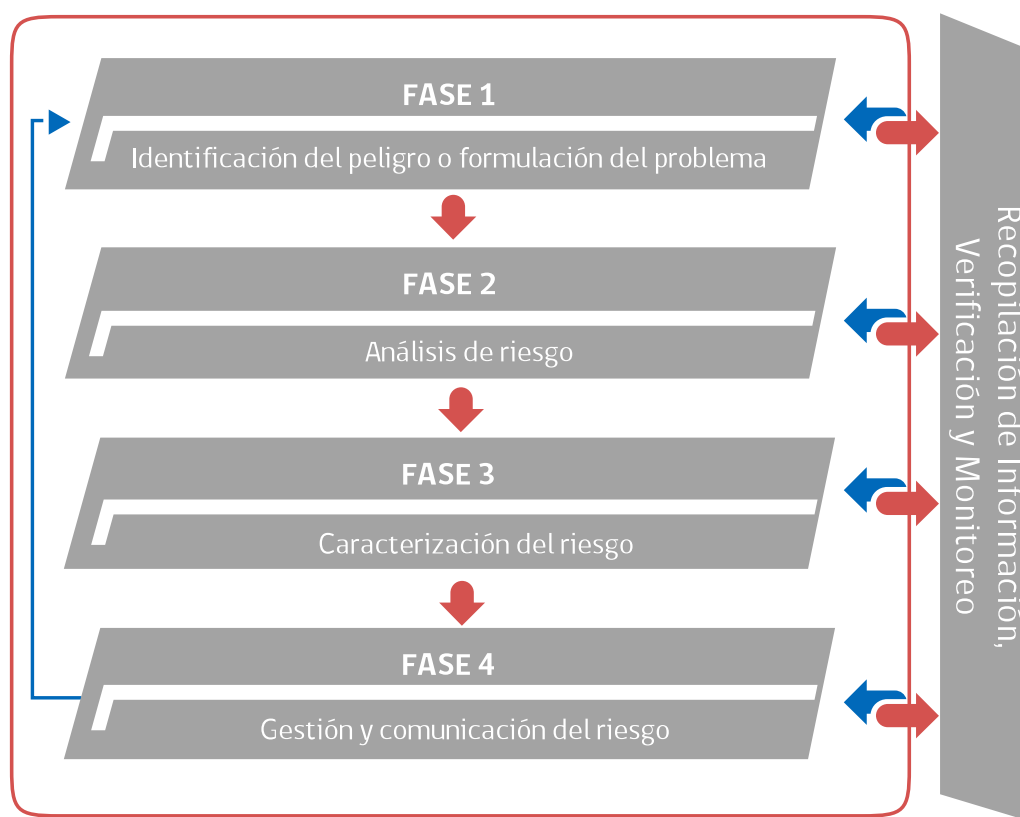 FASE 1
Identificación del peligro o formulación del problema
FASE 2
Análisis de riesgo
FASE 3
Caracterización del riesgo
FASE 4
Gestión y comunicación del riesgo
Recopilación de Información,
Verificación y Monitoreo